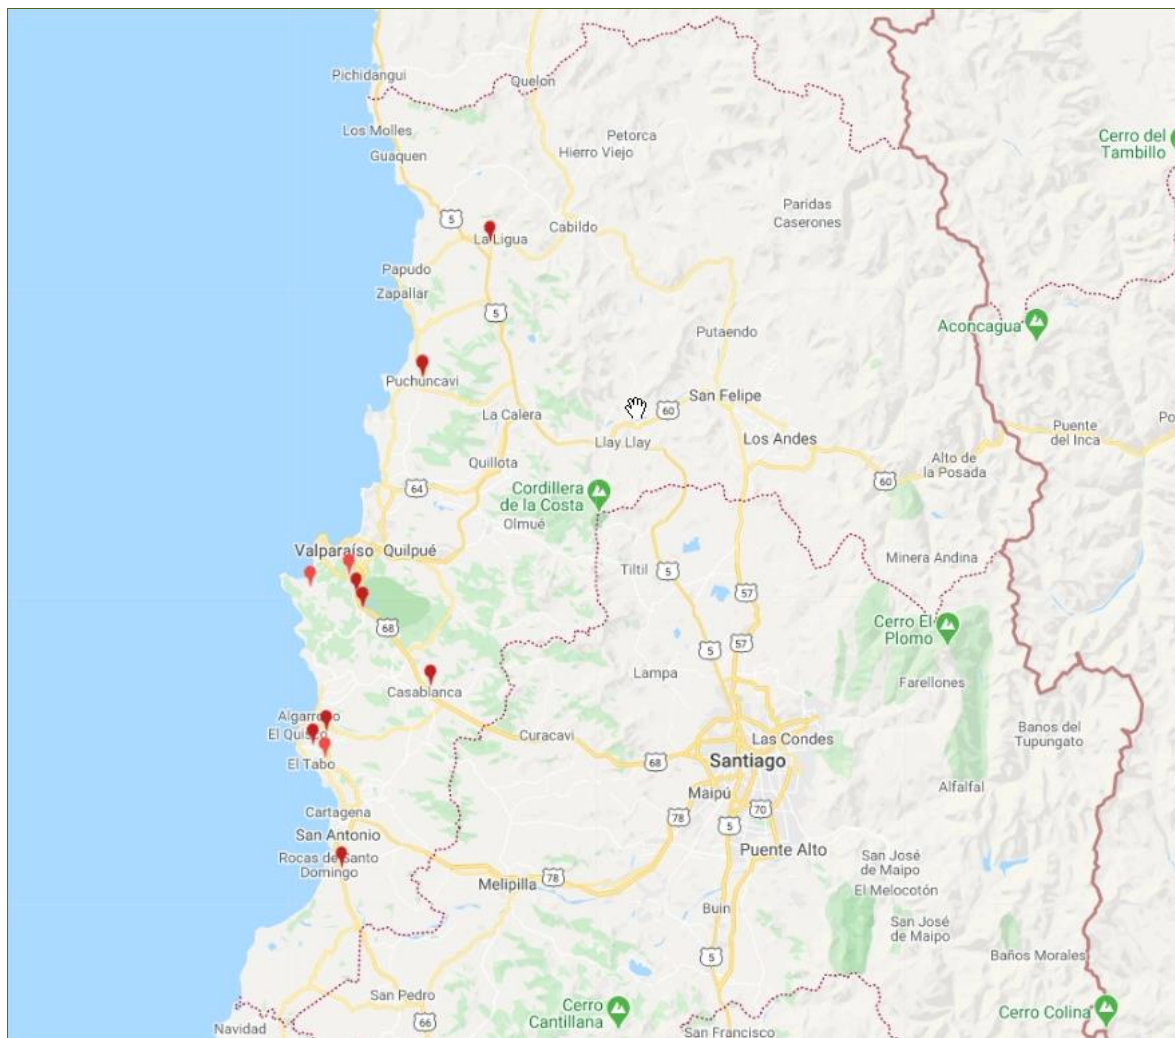 Pichidangui
Quelon
Los Molles
Petorca
Hierro Viejo
Guaquen
Cerro del
Tambillo
Paridas
Caserones
5
La Ligua
Cabildo
Papudo
Zapallar
5
Aconcagua
Putaendo
Puchuncavi
San Felipe
60
La Calera
Llay Llay
Los Andes
Puente
del Inca
Po
Alto de
la Posada
Quillota
60
64
Cordillera
de la Costa
Olmué
Valparaíso
Quilpué
Minera Andina
Tiltil
5
57
68
Cerro El
Plomo
57
5
Lampa
Farellones
Casablanca
Algarrobo
El Quisco
Curacavi
Las Condes
Banos del
Tupungato
El Tabo
68
Santiago
Maipú
Alfalfal
Cartagena
78
70
5
San Antonio
Rocas de Santo
Domingo
Puente Alto
San José
de Maipo
Melipilla
78
El Melocotón
Buin
San José
de Maipo
5
Baños Morales
San Pedro
Cerro
Cantillana
Cerro Colina
Navidad
66
San Francisco